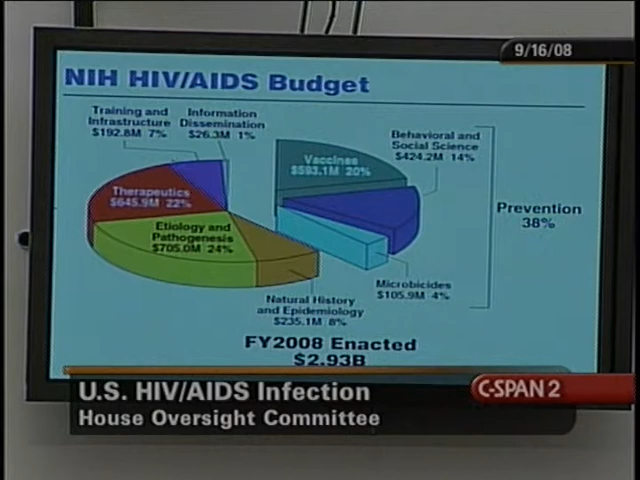 9/16/08
NIH HIV/AIDS Budget
Training and
Infrastructure
$192.8M 7%
Information
Dissemination
$26.3M 1%
Vaccines
$593.1M 20%
Behavioral and
Social Science
$424.2M 14%
Therapeutics
$645.9M 22%
Prevention
38%
Etiology and
Pathogenesis
$705.0M 24%
Microbicides
$105.9M 4%
Natural History
and Epidemiology
$235.1M 8%
FY2008 Enacted
$2.93B
U.S. HIV/AIDS Infection
C-SPAN 2
House Oversight Committee